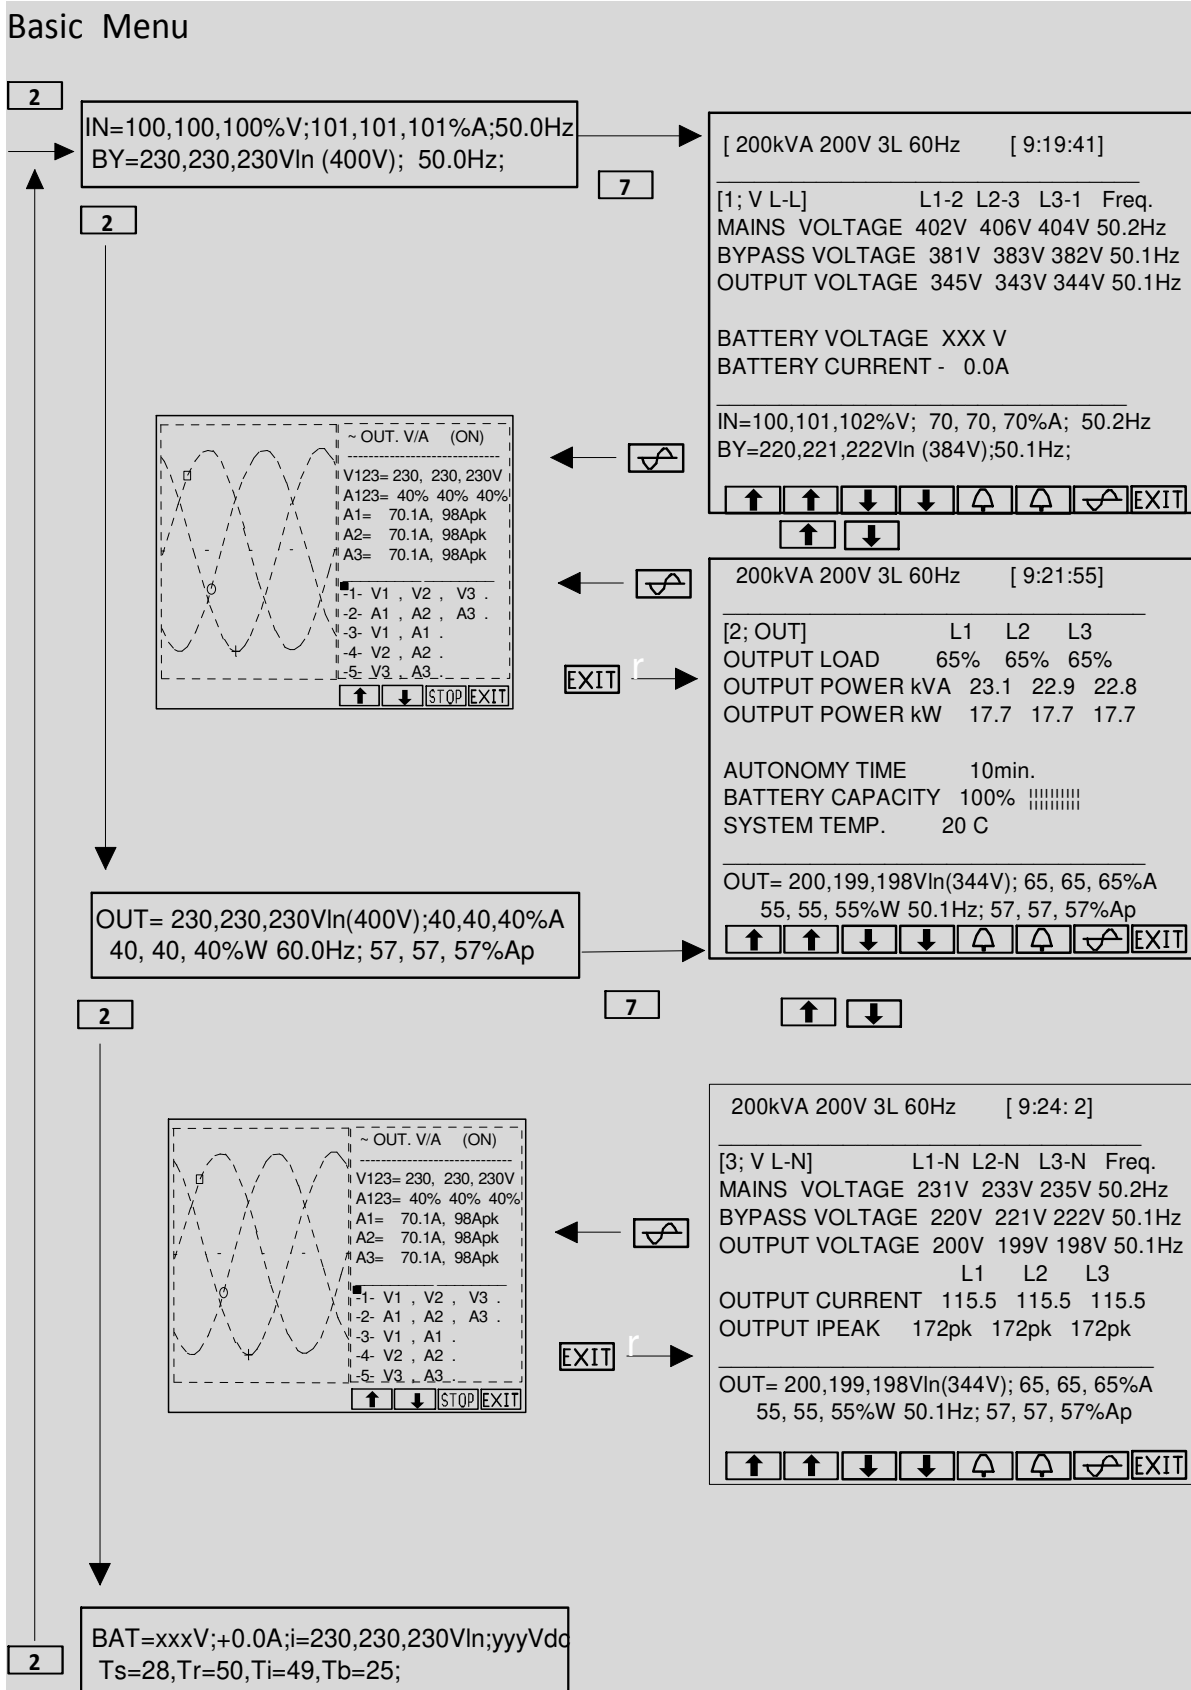 Basic Menu
2
IN=100,100,100%V;101,101,101%A;50.0Hz
BY=230,230,230Vln (400V); 50.0Hz;
7
2
[ 200kVA 200V 3L 60Hz [ 9:19:41]
[1; V L-L] L1-2 L2-3 L3-1 Freq.
MAINS VOLTAGE 402V 406V 404V 50.2Hz
BYPASS VOLTAGE 381V 383V 382V 50.1Hz
OUTPUT VOLTAGE 345V 343V 344V 50.1Hz
BATTERY VOLTAGE XXX V
BATTERY CURRENT - 0.0A
IN=100,101,102%V; 70, 70, 70%A; 50.2Hz
BY=220,221,222Vln (384V);50.1Hz;
EXIT
~ OUT. V/A (ON)
V123= 230, 230, 230V
A123= 40% 40% 40%
A1= 70.1A, 98Apk
A2= 70.1A, 98Apk
A3= 70.1A, 98Apk
-1- V1 , V2 , V3 .
-2- A1 , A2 , A3 .
-3- V1 , A1 .
-4- V2 , A2 .
-5- V3 , A3 .
STOP EXIT
EXIT r
200kVA 200V 3L 60Hz [ 9:21:55]
[2; OUT] L1 L2 L3
OUTPUT LOAD 65% 65% 65%
OUTPUT POWER kVA 23.1 22.9 22.8
OUTPUT POWER kW 17.7 17.7 17.7
AUTONOMY TIME 10min.
BATTERY CAPACITY 100%
SYSTEM TEMP. 20 C
OUT= 200,199,198Vln(344V); 65, 65, 65%A
55, 55, 55%W 50.1Hz; 57, 57, 57%Ap
EXIT
OUT= 230,230,230Vln(400V);40,40,40%A
40, 40, 40%W 60.0Hz; 57, 57, 57%Ap
7
2
200kVA 200V 3L 60Hz [ 9:24: 2]
[3; V L-N] L1-N L2-N L3-N Freq.
MAINS VOLTAGE 231V 233V 235V 50.2Hz
BYPASS VOLTAGE 220V 221V 222V 50.1Hz
OUTPUT VOLTAGE 200V 199V 198V 50.1Hz
L1 L2 L3
OUTPUT CURRENT 115.5 115.5 115.5
OUTPUT IPEAK 172pk 172pk 172pk
OUT= 200,199,198Vln(344V); 65, 65, 65%A
55, 55, 55%W 50.1Hz; 57, 57, 57%Ap
EXIT
~ OUT. V/A (ON)
V123= 230, 230, 230V
A123= 40% 40% 40%
A1= 70.1A, 98Apk
A2= 70.1A, 98Apk
A3= 70.1A, 98Apk
-1- V1 , V2 , V3 .
-2- A1 , A2 , A3 .
-3- V1 , A1 .
-4- V2 , A2 .
-5- V3 , A3 .
STOP EXIT
EXIT r
BAT=xxxV;+0.0A;i=230,230,230Vln;yyyVdc
Ts=28,Tr=50,Ti=49,Tb=25;
2